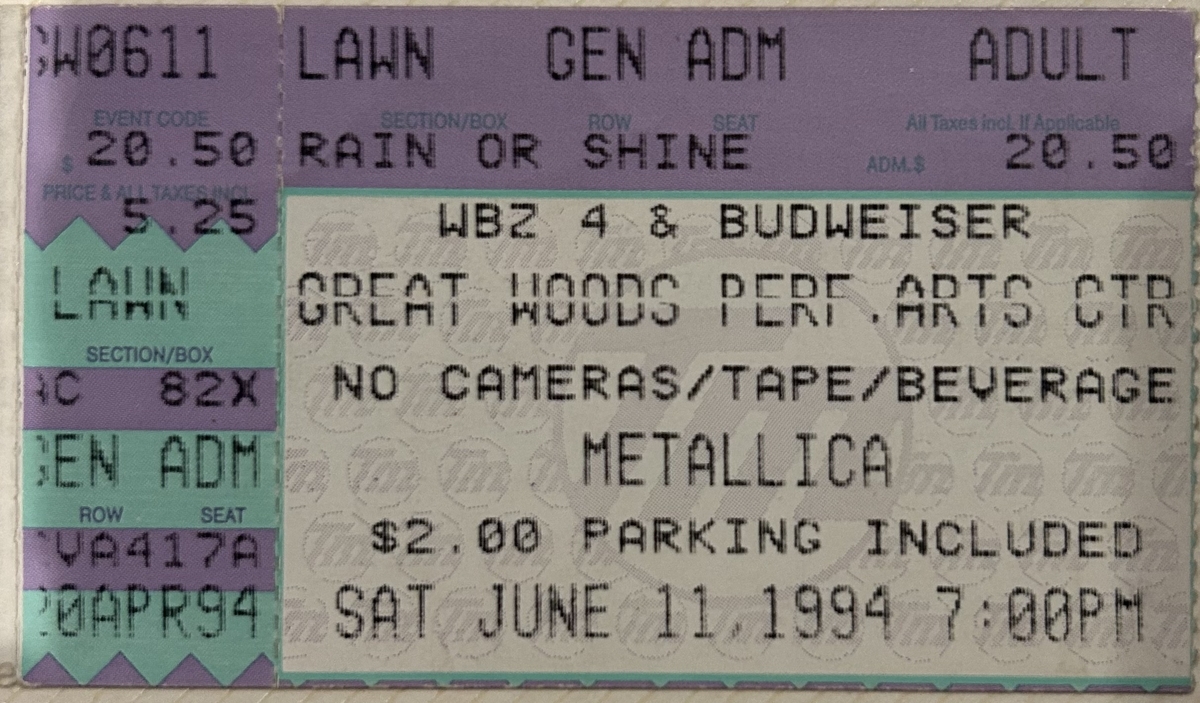 W0611
EVENT CODE
$ 20.50
PRICE & ALL TAXES INCL.
5.25
LAWN
SECTION/BOX
C 82X
EN ADM
ROW SEAT
VA417A
0APR94
LAWN GEN ADM ADULT
SECTION/BOX ROW SEAT All Taxes incl. If Applicable
RAIN OR SHINE ADM.$ 20.50
WBZ 4 & BUDWEISER
GREAT WOODS PERF.ARTS CTR
NO CAMERAS/TAPE/BEVERAGE
METALLICA
$2.00 PARKING INCLUDED
SAT JUNE 11,1994 7:00PM